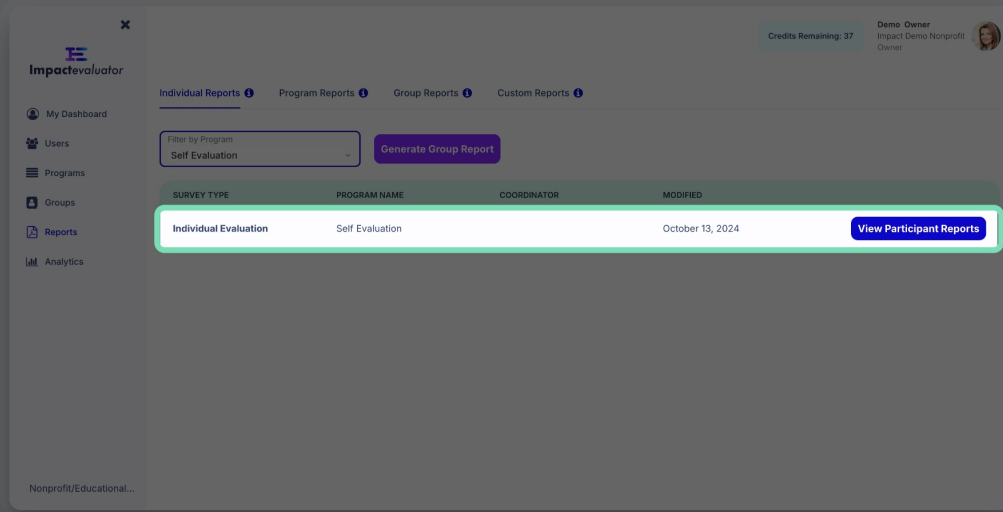 Impactevaluator
My Dashboard
Users
Programs
Groups
Reports
Analytics
Nonprofit/Educational...
Credits Remaining: 37
Demo Owner
Impact Demo Nonprofit
Owner
Individual Reports Program Reports Group Reports Custom Reports
Filter by Program
Self Evaluation
Generate Group Report
SURVEY TYPE PROGRAM NAME COORDINATOR MODIFIED
Individual Evaluation Self Evaluation October 13, 2024 View Participant Reports